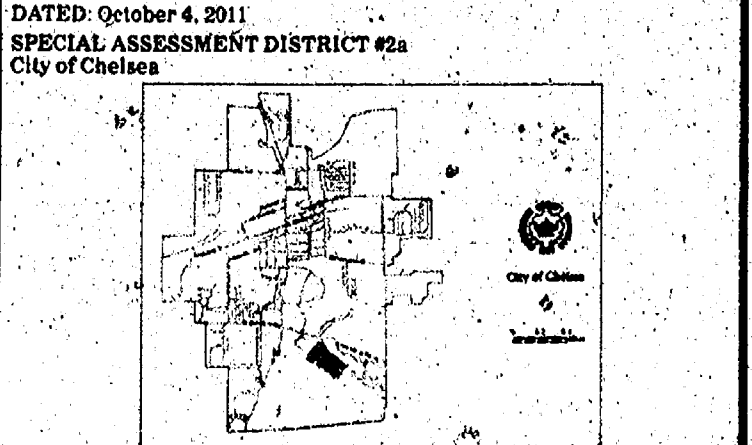 DATED: October 4, 2011
SPECIAL ASSESSMENT DISTRICT #2a
City of Chelsea
City of Chelsea